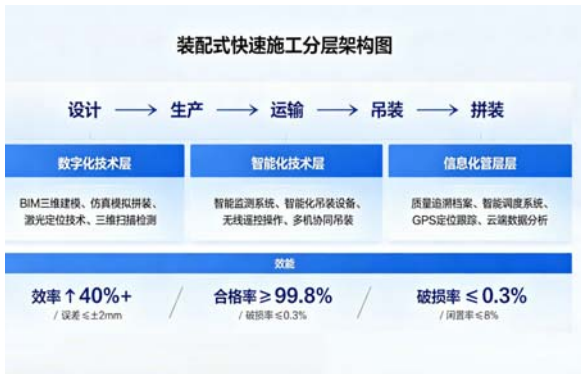 装配式快速施工分层架构图
设计 → 生产 → 运输 → 吊装 → 拼装
数字化技术层
智能化技术层
信息化管层层
BIM三维建模、仿真模拟拼装、
激光定位技术、三维扫描检测
智能监测系统、智能化吊装设备、
无线遥控操作、多机协同吊装
质量追溯档案、智能调度系统、
GPS定位跟踪、云端数据分析
效能
效率↑40%+
/ 误差≤±2mm
合格率≥99.8%
/ 破损率≤0.3%
破损率≤0.3%
/ 闲置率≤8%